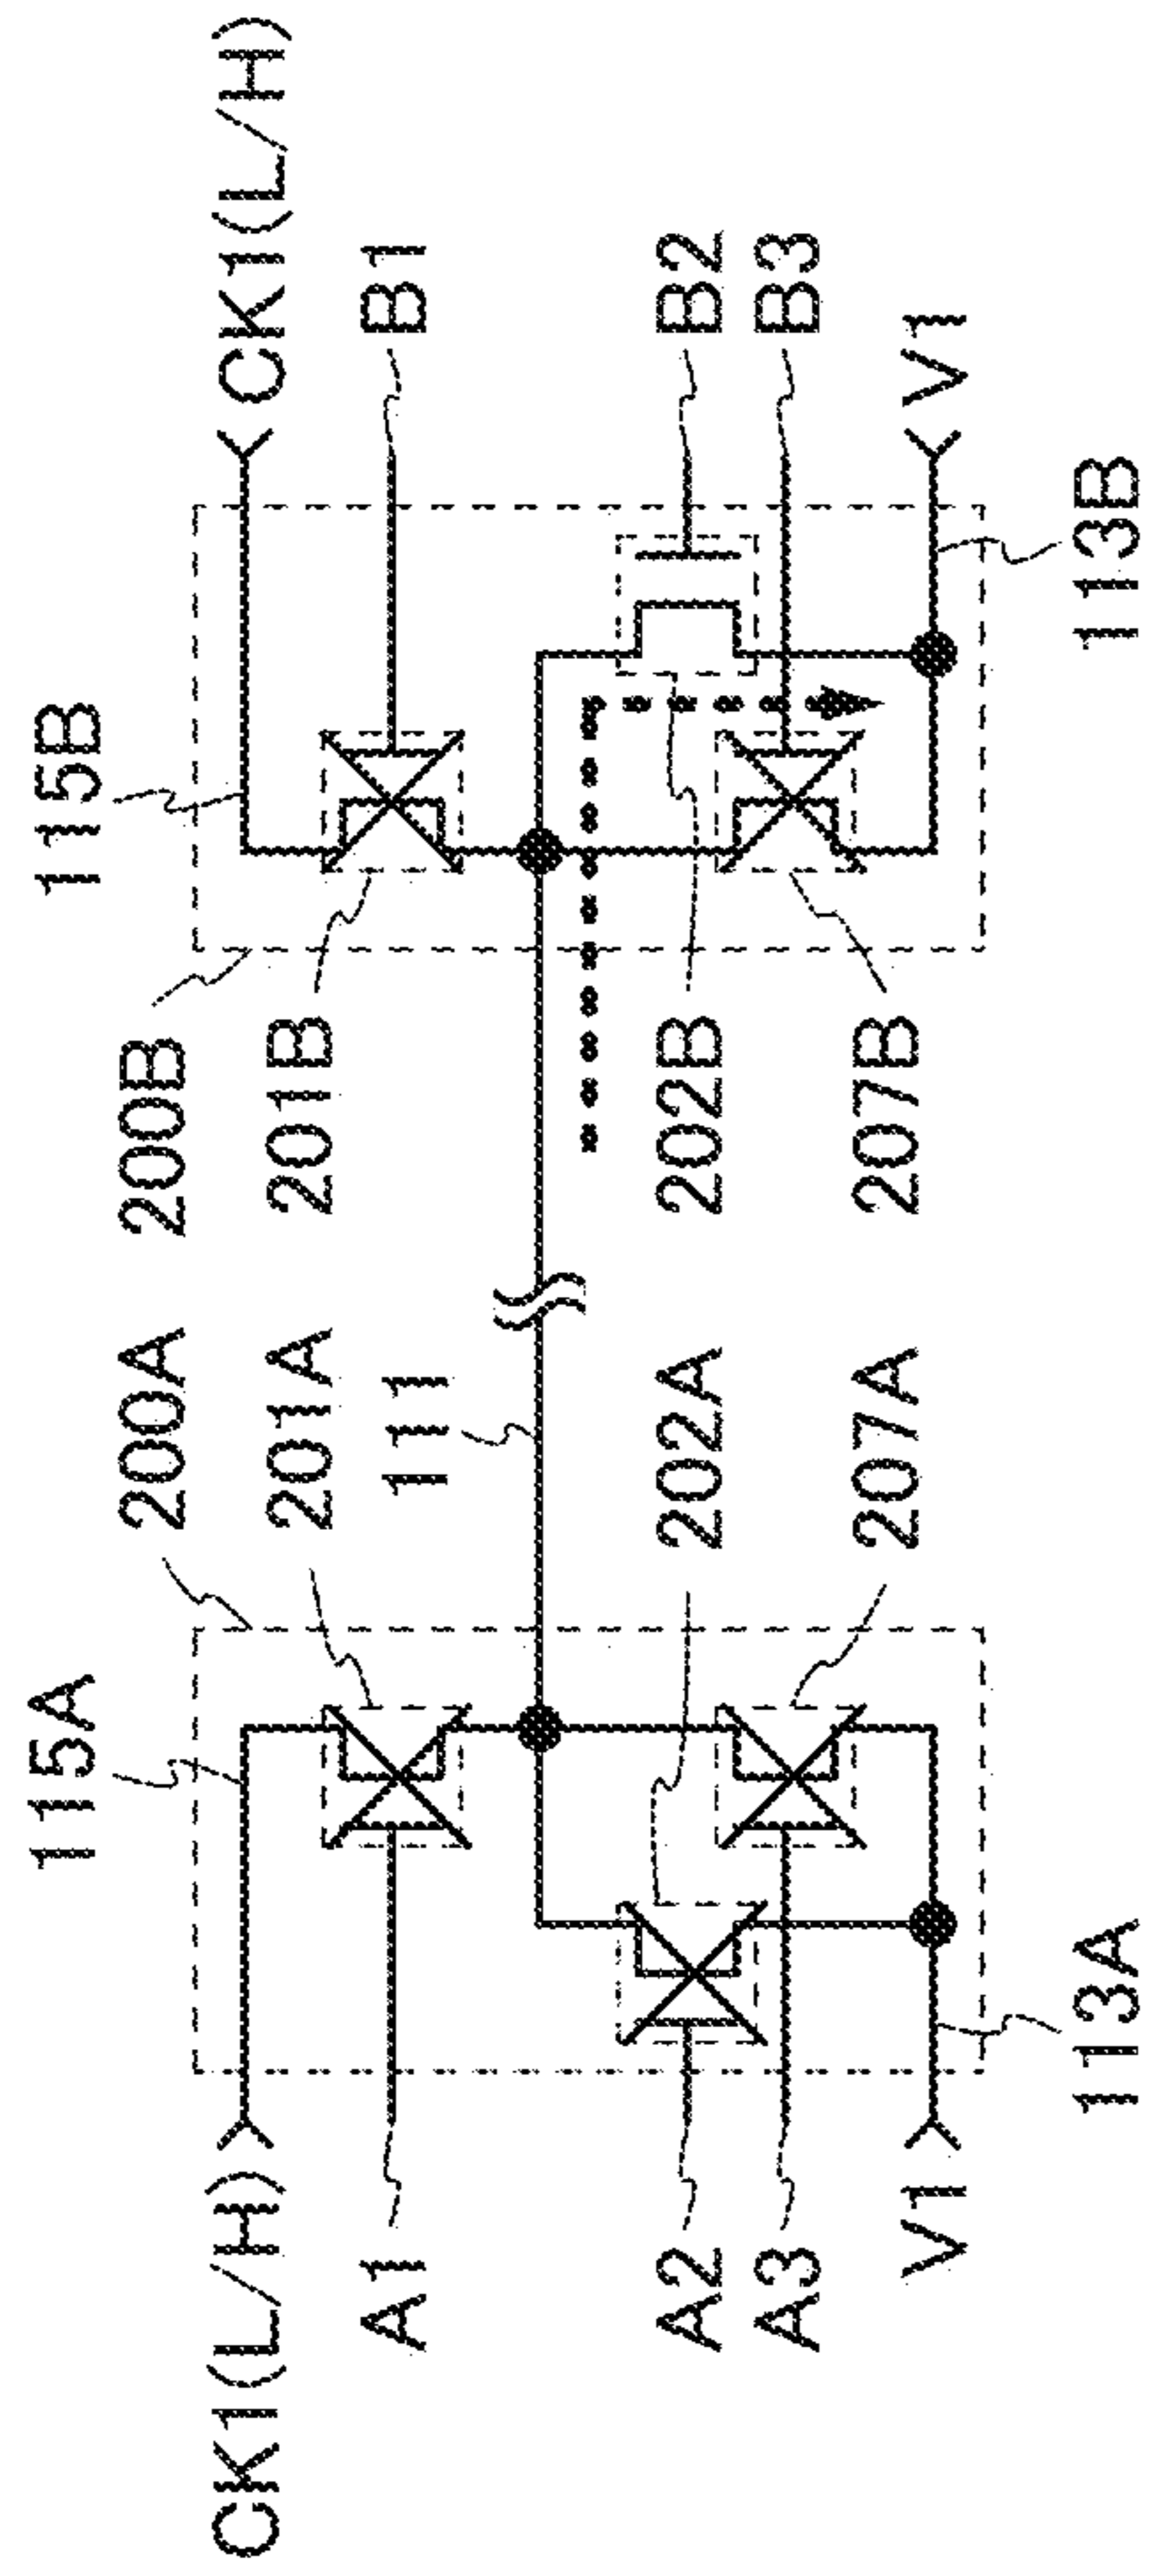 115A
115B
200A
200B
CK1(L/H)
201A
201B
CK1(L/H)
A1
111
B1
A2
202A
202B
B2
A3
B3
207A
207B
V1
V1
113A
113B